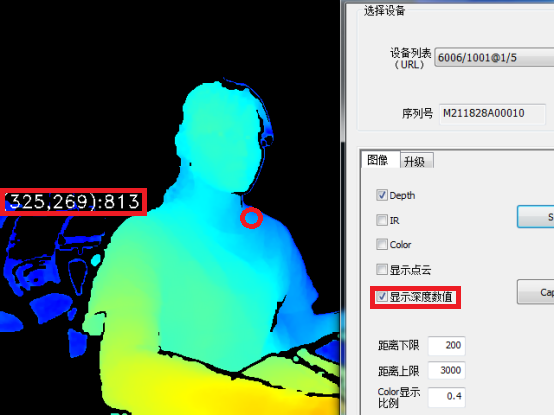 (325,269):813
选择设备
设备列表
(URL)
6006/1001@1/5
序列号
M211828A00010
图像
升级
Depth
IR
Color
显示点云
显示深度数值
S
Cap
距离下限
200
距离上限
3000
Color显示
比例
0.4